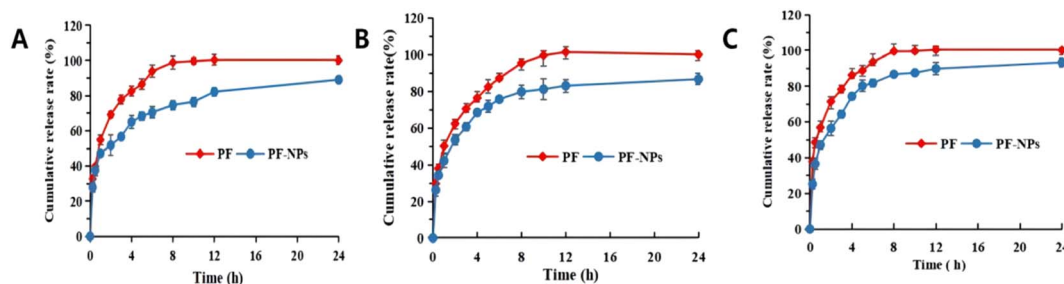 A
Cumulative release rate (%)
120
100
80
60
40
20
0
PF PF-NPs
0 4 8 12 16 20 24
Time (h)
B
Cumulative release rate(%)
120
100
80
60
40
20
0
PF PF-NPs
0 4 8 12 16 20 24
Time (h)
C
Cumulative release rate (%)
120
100
80
60
40
20
0
PF PF-NPs
0 4 8 12 16 20 24
Time ( h)